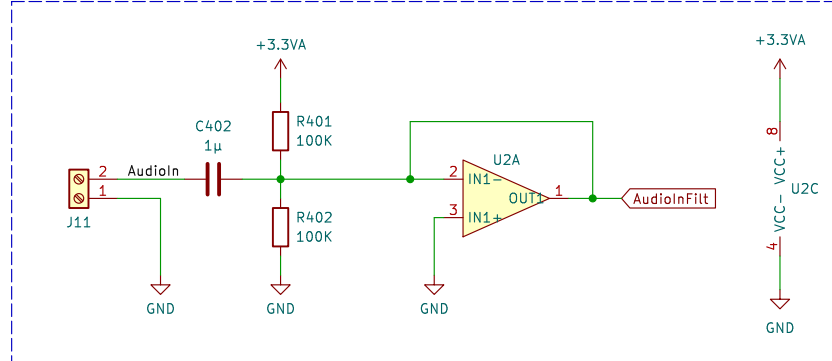 +3.3VA
+3.3VA
C402
1µ
R401
100K
8
VCC+
U2A
2
AudioIn
2
IN1-
1
OUT1
1
AudioInFilt
U2C
J11
R402
100K
3
IN1+
VCC-
4
GND
GND
GND
GND